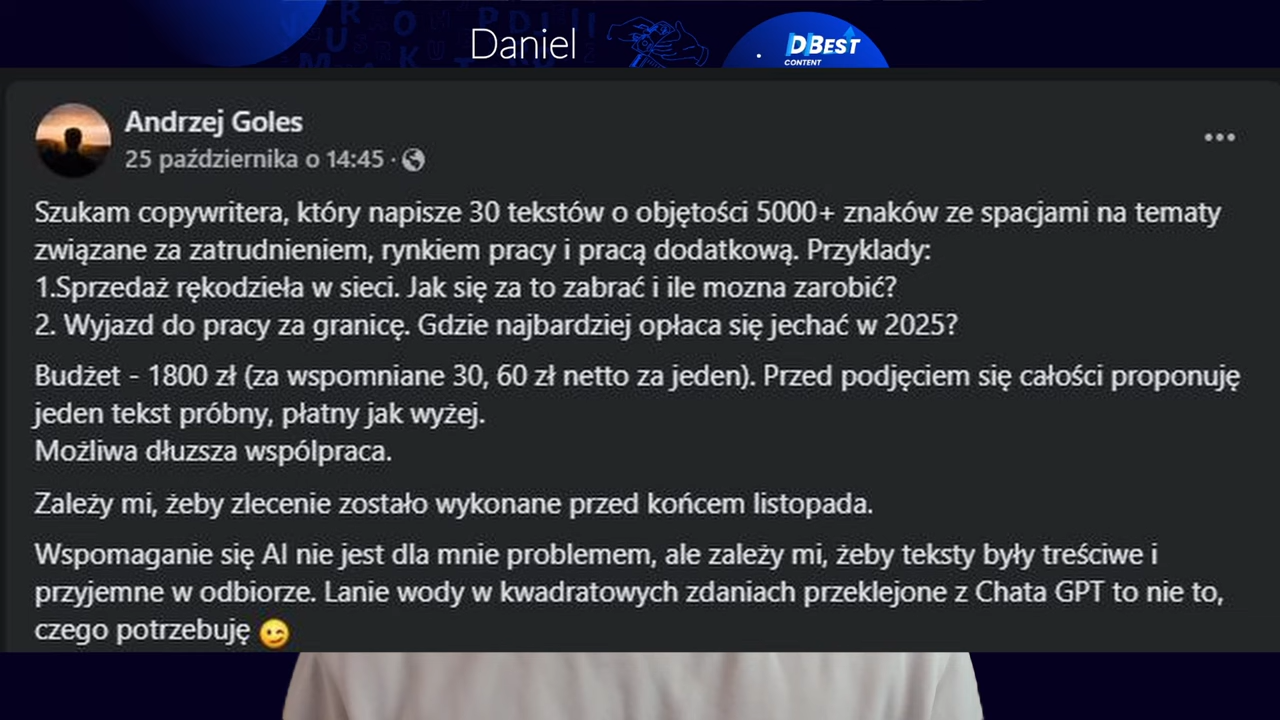 Daniel
DBEST
CONTENT
Andrzej Goles
25 października o 14:45 ·
Szukam copywritera, który napisze 30 tekstów o objętości 5000+ znaków ze spacjami na tematy
związane za zatrudnieniem, rynkiem pracy i pracą dodatkową. Przyklady:
1.Sprzedaż rękodzieła w sieci. Jak się za to zabrać i ile mozna zarobić?
2. Wyjazd do pracy za granicę. Gdzie najbardziej opłaca się jechać w 2025?
Budżet - 1800 zł (za wspomniane 30, 60 zł netto za jeden). Przed podjęciem się całości proponuję
jeden tekst próbny, płatny jak wyżej.
Możliwa dłuzsza wspólpraca.
Zależy mi, żeby zlecenie zostało wykonane przed końcem listopada.
Wspomaganie się AI nie jest dla mnie problemem, ale zależy mi, żeby teksty były treściwe i
przyjemne w odbiorze. Lanie wody w kwadratowych zdaniach przeklejone z Chata GPT to nie to,
czego potrzebuję 😉